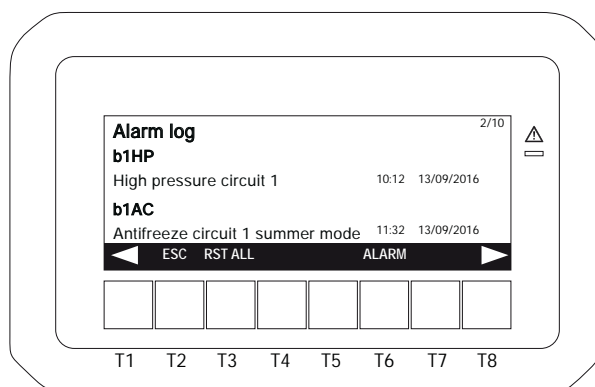 2/10
Alarm log
b1HP
High pressure circuit 1 10:12 13/09/2016
b1AC
Antifreeze circuit 1 summer mode 11:32 13/09/2016
ESC RST ALL ALARM
T1 T2 T3 T4 T5 T6 T7 T8